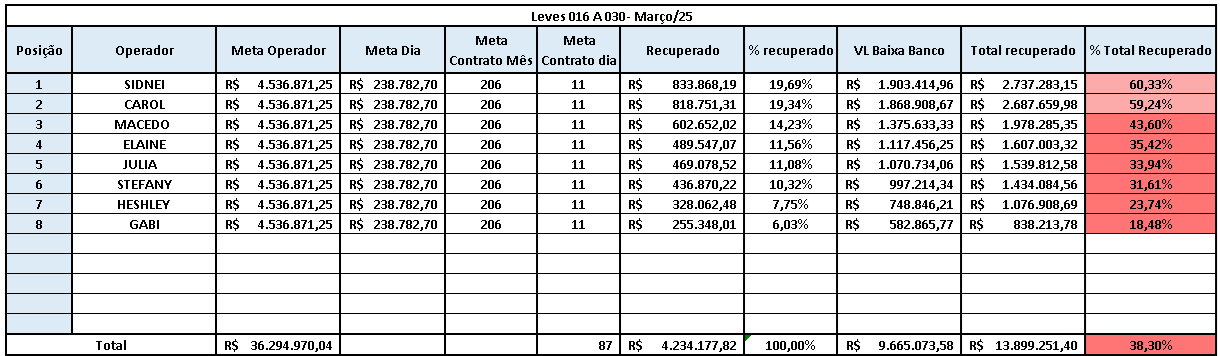 Leves 016 A 030- Março/25
Posição Operador Meta Operador Meta Dia Meta Contrato Mês Meta Contrato dia Recuperado % recuperado VL Baixa Banco Total recuperado % Total Recuperado
1 SIDNEI R$ 4.536.871,25 R$ 238.782,70 206 11 R$ 833.868,19 19,69% R$ 1.903.414,96 R$ 2.737.283,15 60,33%
2 CAROL R$ 4.536.871,25 R$ 238.782,70 206 11 R$ 818.751,31 19,34% R$ 1.868.908,67 R$ 2.687.659,98 59,24%
3 MACEDO R$ 4.536.871,25 R$ 238.782,70 206 11 R$ 602.652,02 14,23% R$ 1.375.633,33 R$ 1.978.285,35 43,60%
4 ELAINE R$ 4.536.871,25 R$ 238.782,70 206 11 R$ 489.547,07 11,56% R$ 1.117.456,25 R$ 1.607.003,32 35,42%
5 JULIA R$ 4.536.871,25 R$ 238.782,70 206 11 R$ 469.078,52 11,08% R$ 1.070.734,06 R$ 1.539.812,58 33,94%
6 STEFANY R$ 4.536.871,25 R$ 238.782,70 206 11 R$ 436.870,22 10,32% R$ 997.214,34 R$ 1.434.084,56 31,61%
7 HESHLEY R$ 4.536.871,25 R$ 238.782,70 206 11 R$ 328.062,48 7,75% R$ 748.846,21 R$ 1.076.908,69 23,74%
8 GABI R$ 4.536.871,25 R$ 238.782,70 206 11 R$ 255.348,01 6,03% R$ 582.865,77 R$ 838.213,78 18,48%
Total R$ 36.294.970,04 87 R$ 4.234.177,82 100,00% R$ 9.665.073,58 R$ 13.899.251,40 38,30%